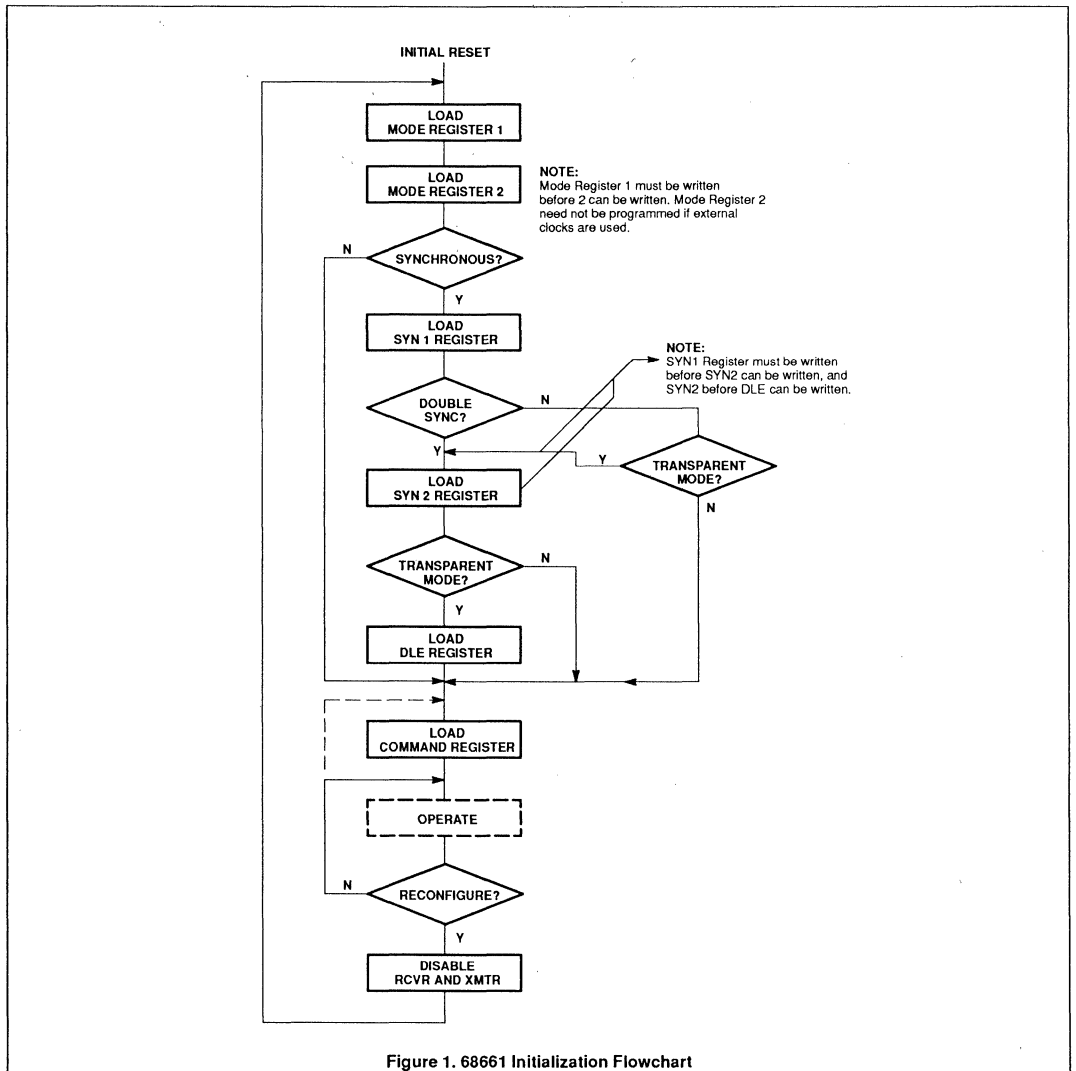 INITIAL RESET
LOAD
MODE REGISTER 1
LOAD
MODE REGISTER 2
NOTE:
Mode Register 1 must be written
before 2 can be written. Mode Register 2
need not be programmed if external
clocks are used.
N
SYNCHRONOUS?
Y
LOAD
SYN 1 REGISTER
NOTE:
SYN1 Register must be written
before SYN2 can be written, and
SYN2 before DLE can be written.
DOUBLE
SYNC?
N
Y
Y
TRANSPARENT
MODE?
N
LOAD
SYN 2 REGISTER
TRANSPARENT
MODE?
N
Y
LOAD
DLE REGISTER
LOAD
COMMAND REGISTER
OPERATE
N
RECONFIGURE?
Y
DISABLE
RCVR AND XMTR
Figure 1. 68661 Initialization Flowchart